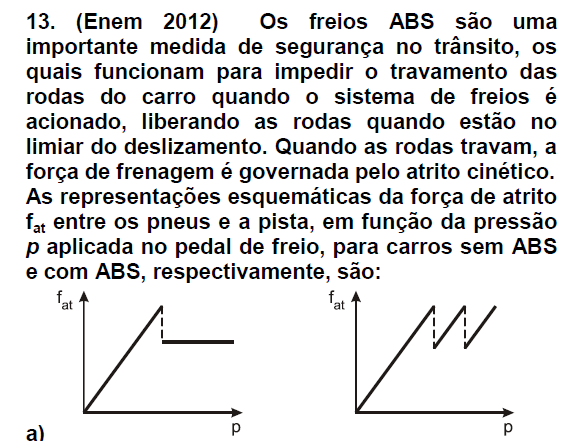 13. (Enem 2012) Os freios ABS são uma
importante medida de segurança no trânsito, os
quais funcionam para impedir o travamento das
rodas do carro quando o sistema de freios é
acionado, liberando as rodas quando estão no
limiar do deslizamento. Quando as rodas travam, a
força de frenagem é governada pelo atrito cinético.
As representações esquemáticas da força de atrito
fat entre os pneus e a pista, em função da pressão
p aplicada no pedal de freio, para carros sem ABS
e com ABS, respectivamente, são:
fat fat
a) p p